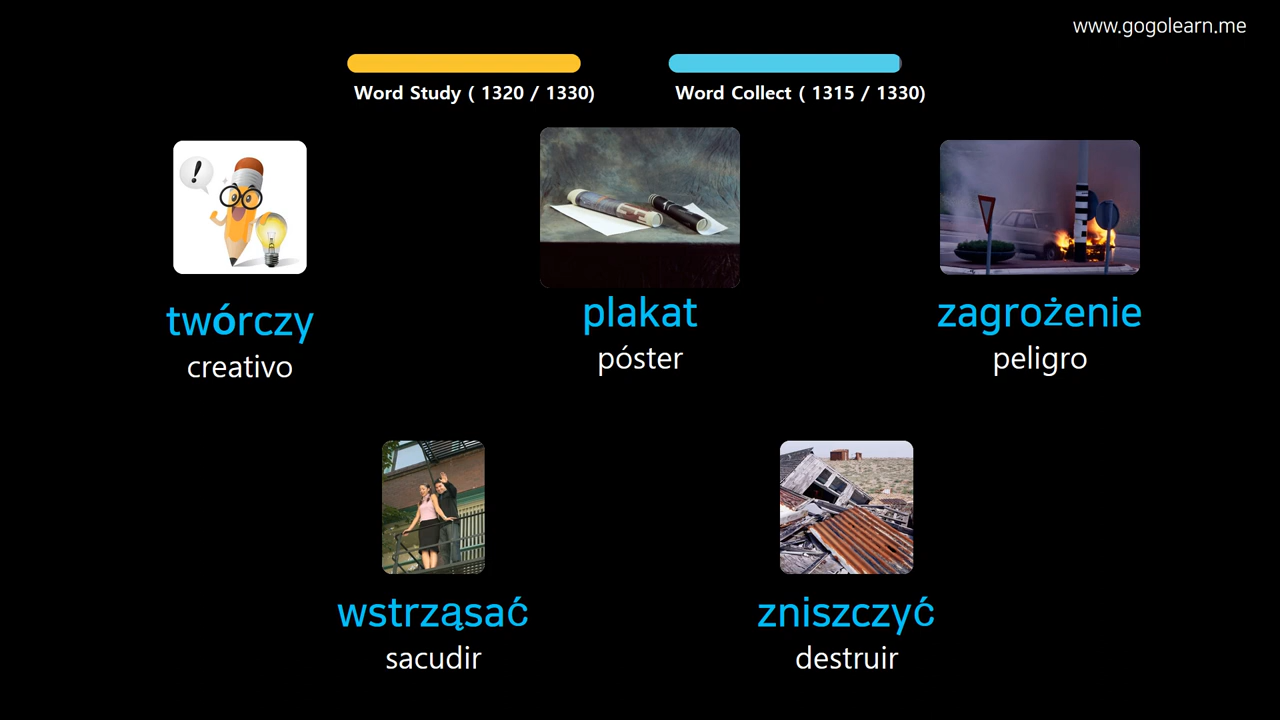 www.gogolearn.me
Word Study ( 1320 / 1330)
Word Collect ( 1315 / 1330)
!
twórczy
creativo
plakat
póster
zagrożenie
peligro
wstrząsać
sacudir
zniszczyć
destruir